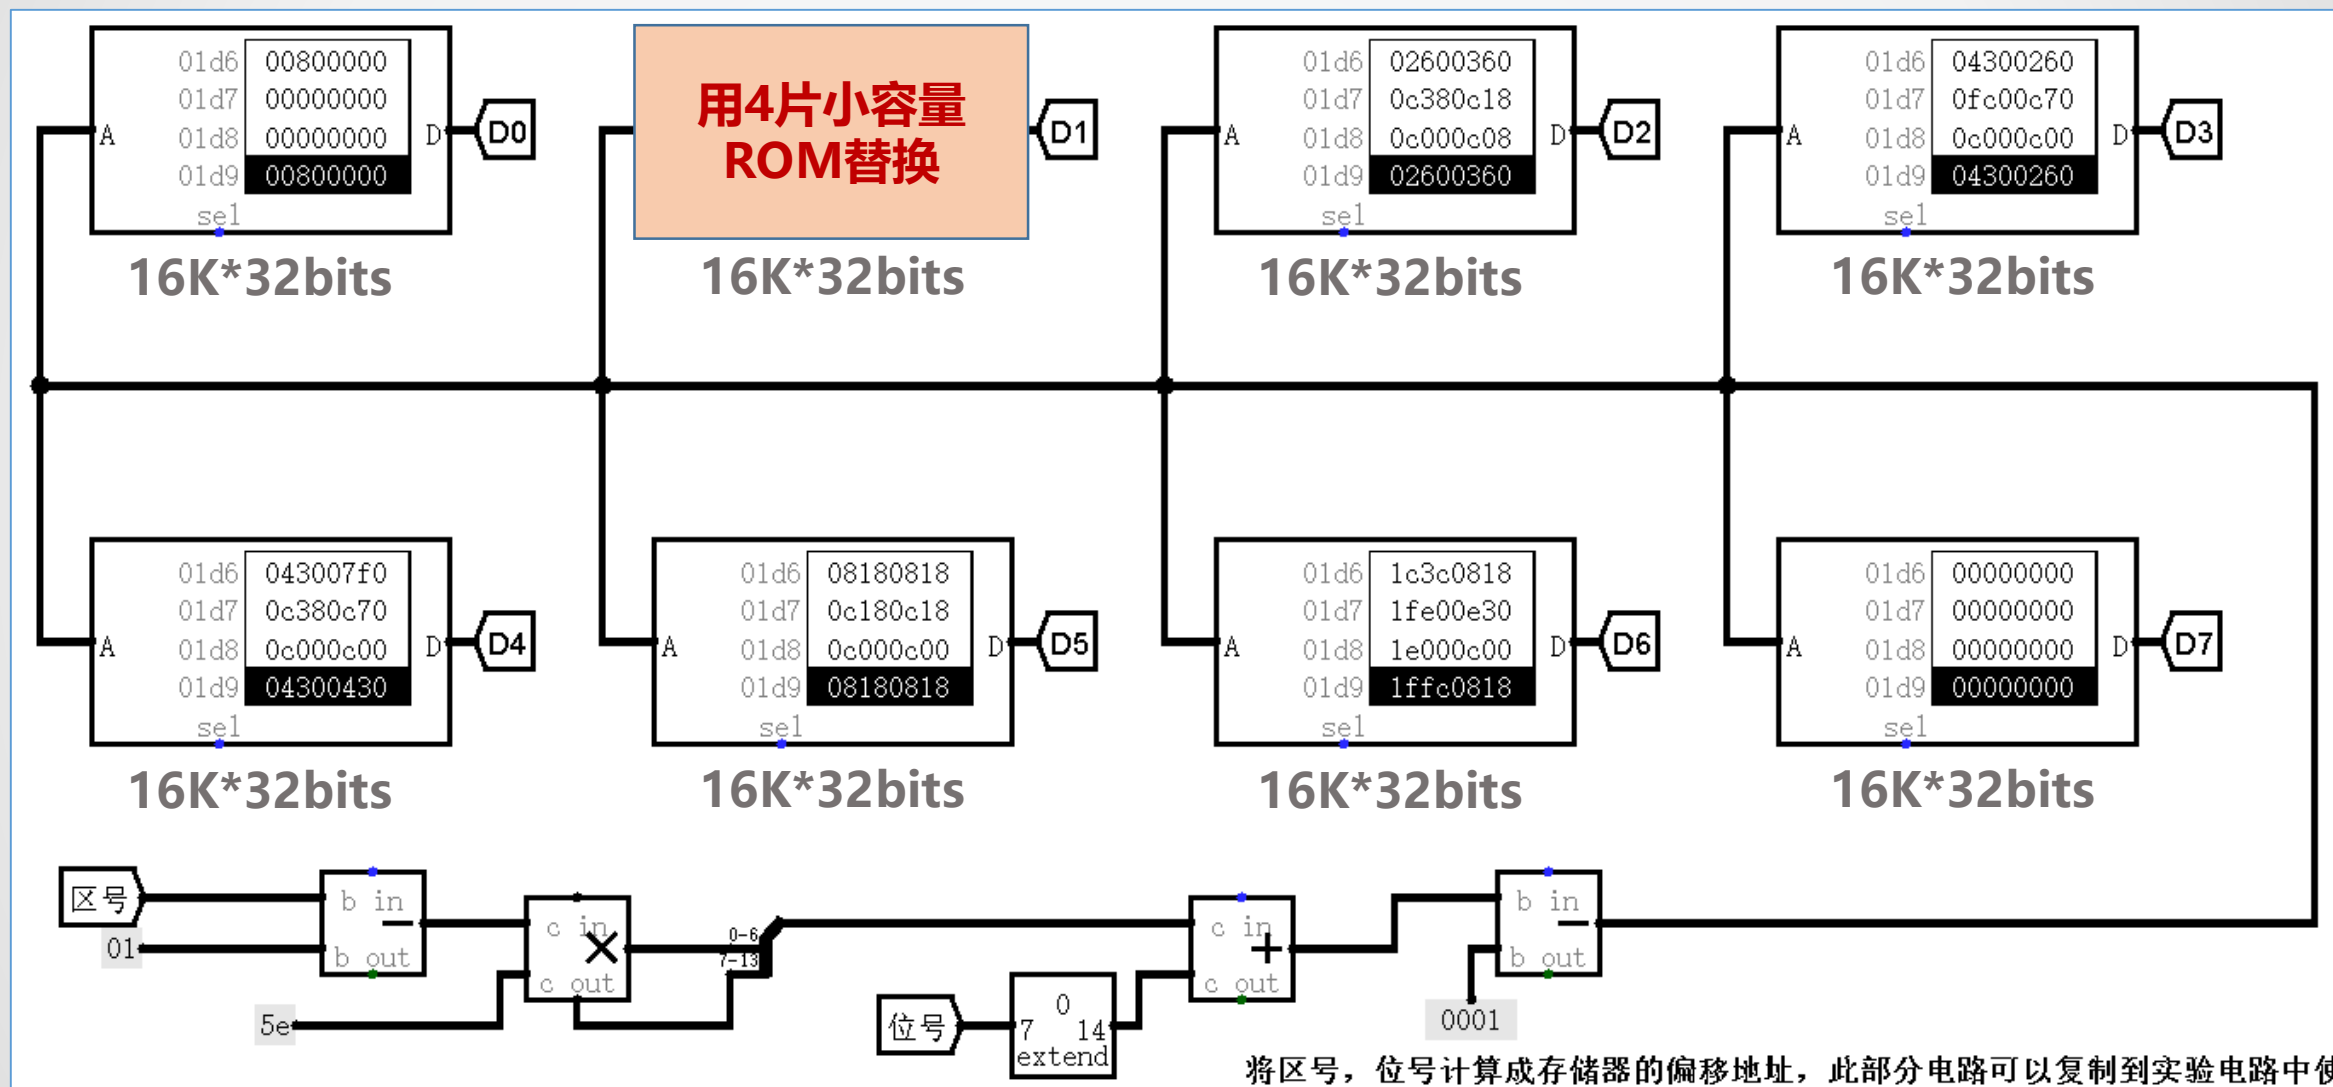 01d6 00800000
01d7 00000000
01d8 00000000
01d9 00800000
A D D0
sel
16K*32bits
用4片小容量
ROM替换
D1
16K*32bits
01d6 02600360
01d7 0c380c18
01d8 0c000c08
01d9 02600360
A D D2
sel
16K*32bits
01d6 04300260
01d7 0fc00c70
01d8 0c000c00
01d9 04300260
A D D3
sel
16K*32bits
01d6 043007f0
01d7 0c380c70
01d8 0c000c00
01d9 04300430
A D D4
sel
16K*32bits
01d6 08180818
01d7 0c180c18
01d8 0c000c00
01d9 08180818
A D D5
sel
16K*32bits
01d6 1c3c0818
01d7 1fe00e30
01d8 1e000c00
01d9 1ffc0818
A D D6
sel
16K*32bits
01d6 00000000
01d7 00000000
01d8 00000000
01d9 00000000
A D D7
sel
16K*32bits
区号
01
b in
−
b out
5e
c in
×
c out
0-6
7-13
位号
0
7 14
extend
c in
+
c out
b in
−
b out
0001
将区号，位号计算成存储器的偏移地址，此部分电路可以复制到实验电路中使